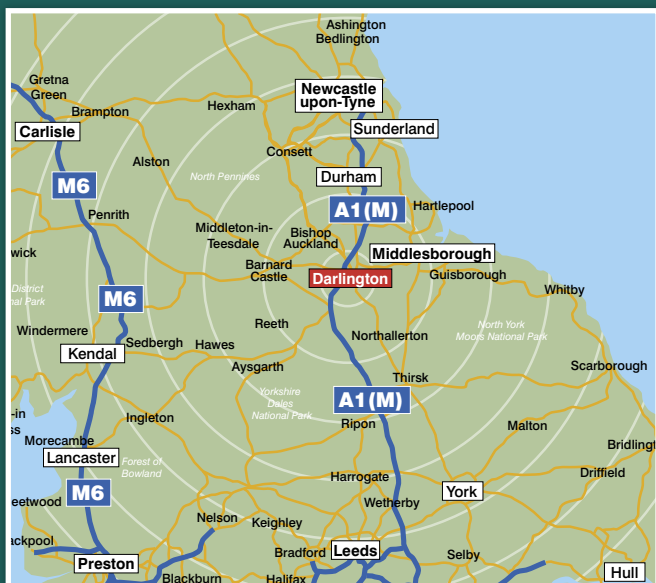 Ashington
Bedlington
Gretna
Green
Newcastle
upon-Tyne
Hexham
Brampton
Carlisle
Sunderland
Consett
Alston
North Pennines
Durham
M6
A1(M)
Hartlepool
Penrith
Middleton-in-
Teesdale
Bishop
Auckland
wick
Middlesborough
Barnard
Castle
Darlington
Guisborough
District
nal Park
M6
Whitby
Windermere
Reeth
North York
Moors National Park
Sedbergh
Hawes
Northallerton
Kendal
Aysgarth
Scarborough
Thirsk
Yorkshire
Dales
National Park
A1(M)
-in
ss
Ingleton
Ripon
Malton
Morecambe
Bridlingt
Lancaster
Forest of
Bowland
Driffield
Harrogate
M6
York
eetwood
Wetherby
Nelson
Keighley
ackpool
Bradford
Leeds
Selby
Preston
Blackburn
Halifax
Hull